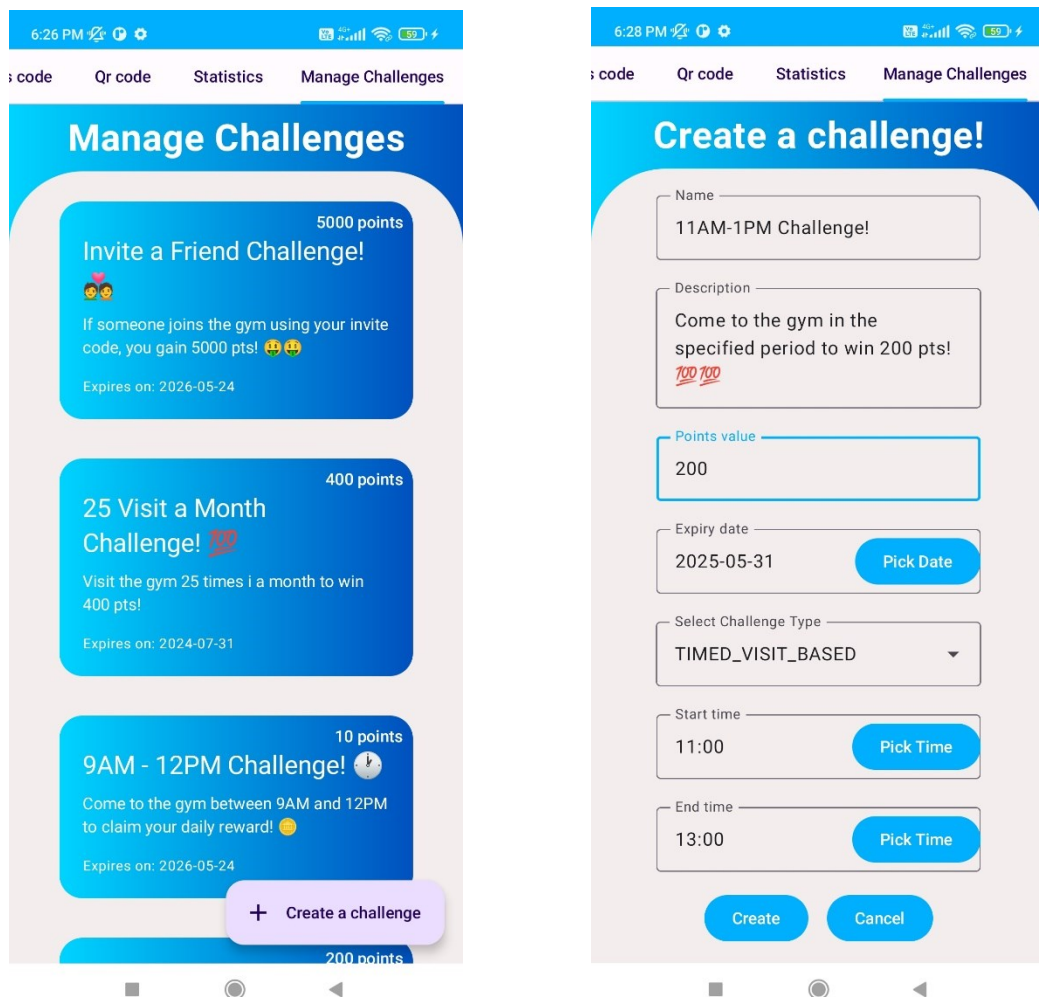 6:26 PM
59
s code
Qr code
Statistics
Manage Challenges
Manage Challenges
5000 points
Invite a Friend Challenge!
💑
If someone joins the gym using your invite
code, you gain 5000 pts! 🤑🤑
Expires on: 2026-05-24
400 points
25 Visit a Month
Challenge! 💯
Visit the gym 25 times i a month to win
400 pts!
Expires on: 2024-07-31
10 points
9AM - 12PM Challenge! 🕐
Come to the gym between 9AM and 12PM
to claim your daily reward! 🪙
Expires on: 2026-05-24
+ Create a challenge
200 points
6:28 PM
59
s code
Qr code
Statistics
Manage Challenges
Create a challenge!
Name
11AM-1PM Challenge!
Description
Come to the gym in the
specified period to win 200 pts!
💯💯
Points value
200
Expiry date
2025-05-31
Pick Date
Select Challenge Type
TIMED_VISIT_BASED
Start time
11:00
Pick Time
End time
13:00
Pick Time
Create
Cancel